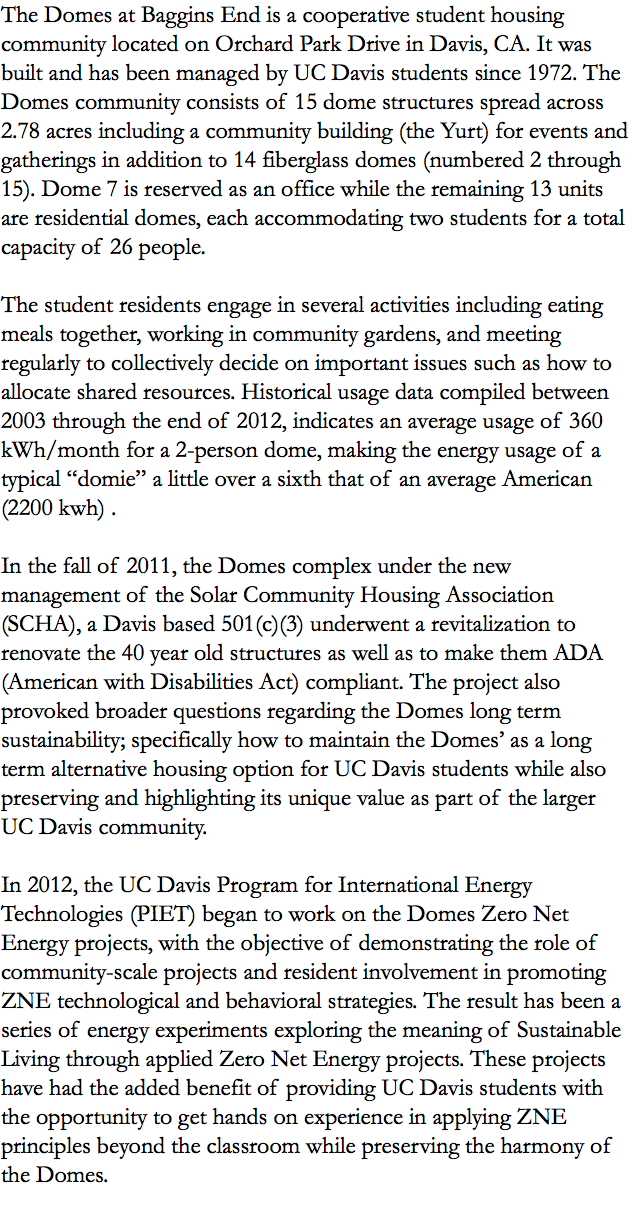 The Domes at Baggins End is a cooperative student housing
community located on Orchard Park Drive in Davis, CA. It was
built and has been managed by UC Davis students since 1972. The
Domes community consists of 15 dome structures spread across
2.78 acres including a community building (the Yurt) for events and
gatherings in addition to 14 fiberglass domes (numbered 2 through
15). Dome 7 is reserved as an office while the remaining 13 units
are residential domes, each accommodating two students for a total
capacity of 26 people.
The student residents engage in several activities including eating
meals together, working in community gardens, and meeting
regularly to collectively decide on important issues such as how to
allocate shared resources. Historical usage data compiled between
2003 through the end of 2012, indicates an average usage of 360
kWh/month for a 2-person dome, making the energy usage of a
typical “domie” a little over a sixth that of an average American
(2200 kwh) .
In the fall of 2011, the Domes complex under the new
management of the Solar Community Housing Association
(SCHA), a Davis based 501(c)(3) underwent a revitalization to
renovate the 40 year old structures as well as to make them ADA
(American with Disabilities Act) compliant. The project also
provoked broader questions regarding the Domes long term
sustainability; specifically how to maintain the Domes’ as a long
term alternative housing option for UC Davis students while also
preserving and highlighting its unique value as part of the larger
UC Davis community.
In 2012, the UC Davis Program for International Energy
Technologies (PIET) began to work on the Domes Zero Net
Energy projects, with the objective of demonstrating the role of
community-scale projects and resident involvement in promoting
ZNE technological and behavioral strategies. The result has been a
series of energy experiments exploring the meaning of Sustainable
Living through applied Zero Net Energy projects. These projects
have had the added benefit of providing UC Davis students with
the opportunity to get hands on experience in applying ZNE
principles beyond the classroom while preserving the harmony of
the Domes.